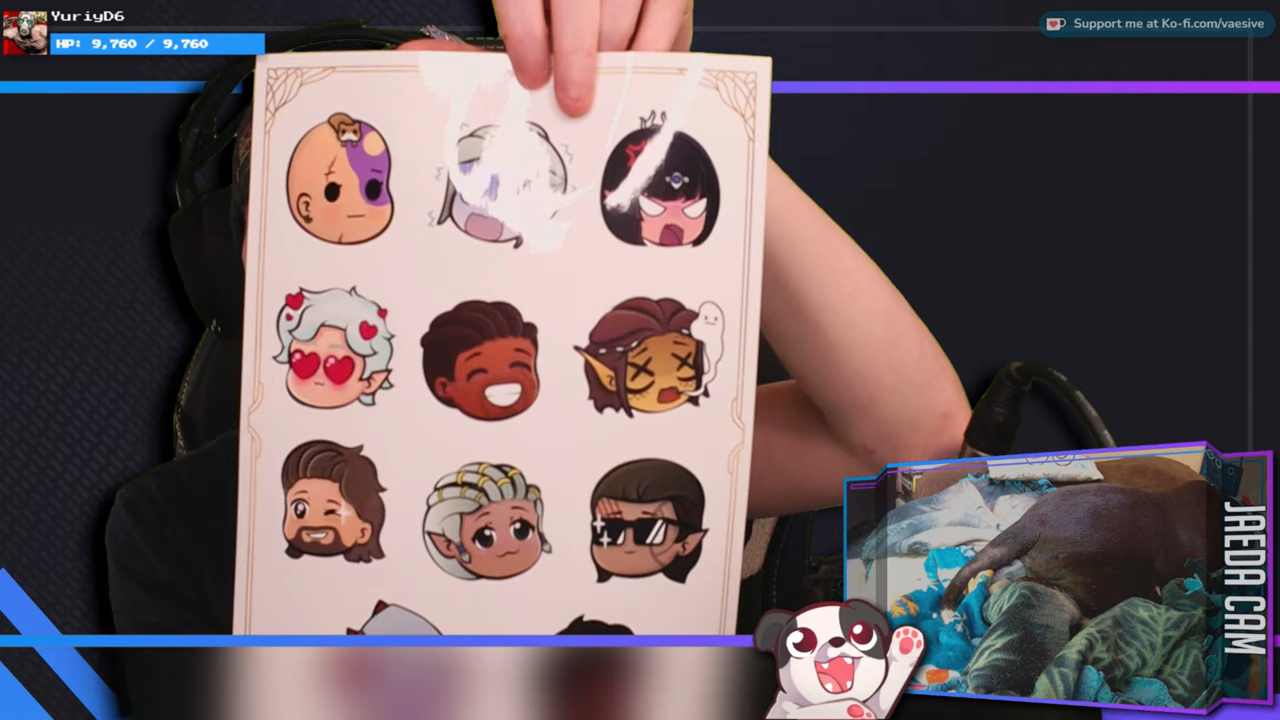 YuriyD6
HP: 9,760 / 9,760
Support me at Ko-fi.com/vaesive
JAEDA CAM